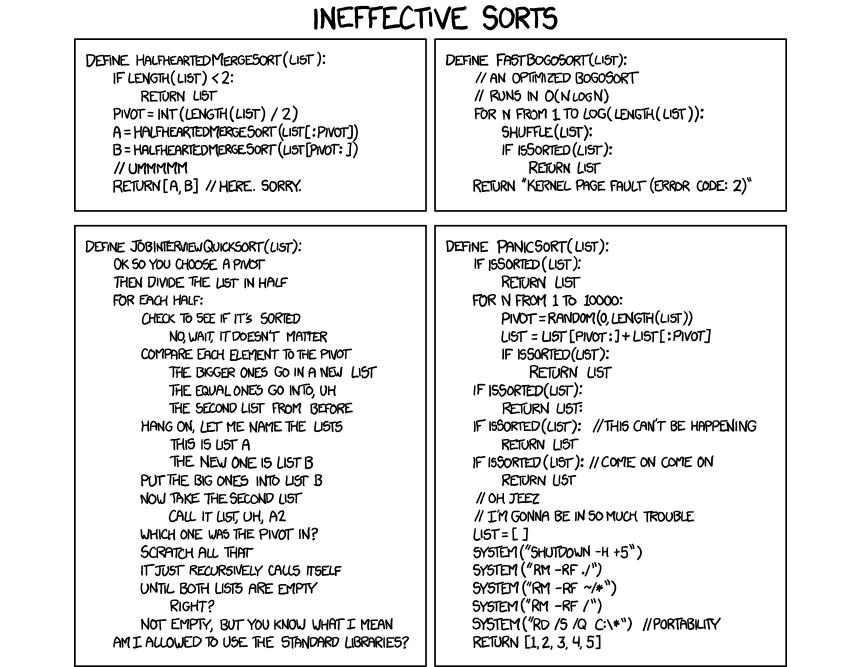 INEFFECTIVE SORTS
DEFINE HALFHEARTEDMERGESORT(LIST):
IF LENGTH(LIST) < 2:
RETURN LIST
PIVOT = INT(LENGTH(LIST) / 2)
A = HALFHEARTEDMERGESORT(LIST[:PIVOT])
B = HALFHEARTEDMERGESORT(LIST[PIVOT: ])
// UMMMMM
RETURN[A, B] // HERE. SORRY.
DEFINE FASTBOGOSORT(LIST):
// AN OPTIMIZED BOGOSORT
// RUNS IN O(N LOGN)
FOR N FROM 1 TO LOG(LENGTH(LIST)):
SHUFFLE(LIST):
IF ISSORTED(LIST):
RETURN LIST
RETURN "KERNEL PAGE FAULT (ERROR CODE: 2)"
DEFINE JOBINTERVIEWQUICKSORT(LIST):
OK SO YOU CHOOSE A PIVOT
THEN DIVIDE THE LIST IN HALF
FOR EACH HALF:
CHECK TO SEE IF IT'S SORTED
NO, WAIT, IT DOESN'T MATTER
COMPARE EACH ELEMENT TO THE PIVOT
THE BIGGER ONES GO IN A NEW LIST
THE EQUAL ONES GO INTO, UH
THE SECOND LIST FROM BEFORE
HANG ON, LET ME NAME THE LISTS
THIS IS LIST A
THE NEW ONE IS LIST B
PUT THE BIG ONES INTO LIST B
NOW TAKE THE SECOND LIST
CALL IT LIST, UH, A2
WHICH ONE WAS THE PIVOT IN?
SCRATCH ALL THAT
IT JUST RECURSIVELY CALLS ITSELF
UNTIL BOTH LISTS ARE EMPTY
RIGHT?
NOT EMPTY, BUT YOU KNOW WHAT I MEAN
AM I ALLOWED TO USE THE STANDARD LIBRARIES?
DEFINE PANICSORT(LIST):
IF ISSORTED(LIST):
RETURN LIST
FOR N FROM 1 TO 10000:
PIVOT = RANDOM(0, LENGTH(LIST))
LIST = LIST[PIVOT:] + LIST[:PIVOT]
IF ISSORTED(LIST):
RETURN LIST
IF ISSORTED(LIST):
RETURN LIST:
IF ISSORTED(LIST): //THIS CAN'T BE HAPPENING
RETURN LIST
IF ISSORTED(LIST): // COME ON COME ON
RETURN LIST
// OH JEEZ
// I'M GONNA BE IN SO MUCH TROUBLE
LIST = [ ]
SYSTEM("SHUTDOWN -H +5")
SYSTEM("RM -RF ./")
SYSTEM("RM -RF ~/*")
SYSTEM("RM -RF /")
SYSTEM("RD /S /Q C:\*") //PORTABILITY
RETURN [1, 2, 3, 4, 5]